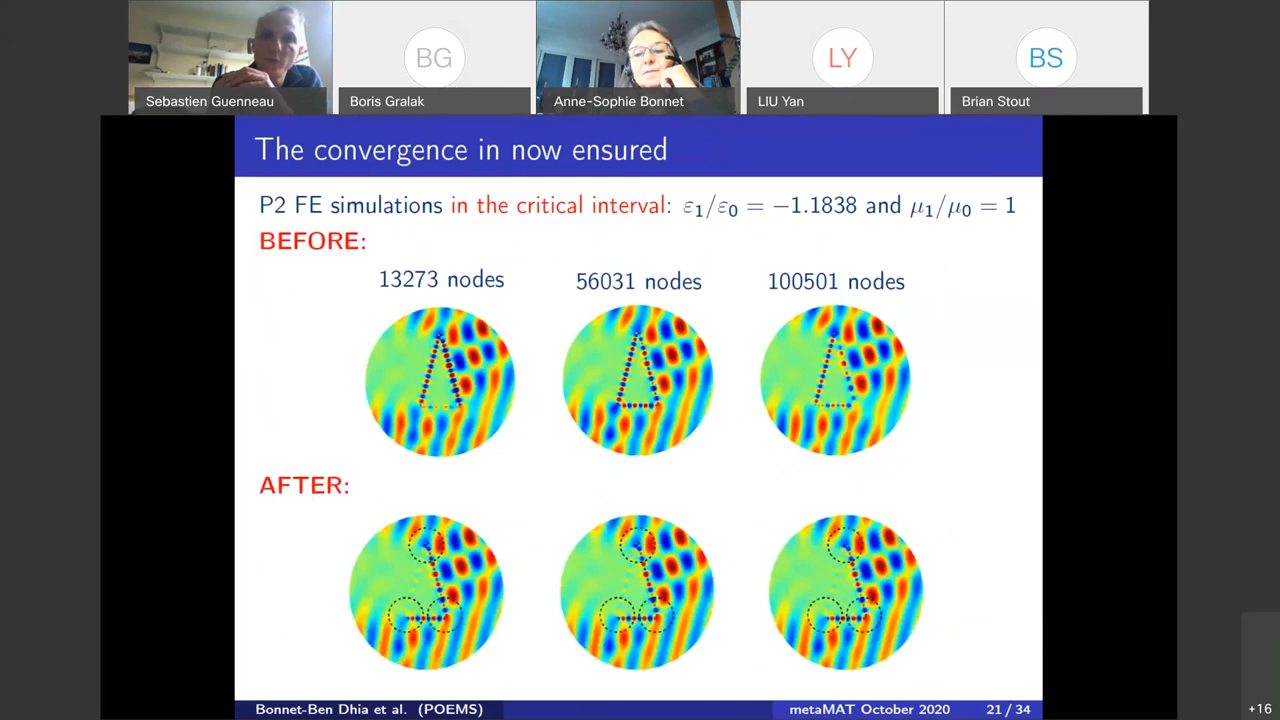 BG
LY
BS
Sebastien Guenneau
Boris Gralak
Anne-Sophie Bonnet
LIU Yan
Brian Stout
The convergence in now ensured
P2 FE simulations in the critical interval: ε₁/ε₀ = −1.1838 and μ₁/μ₀ = 1
BEFORE:
13273 nodes
56031 nodes
100501 nodes
AFTER:
Bonnet-Ben Dhia et al. (POEMS)
metaMAT October 2020
21 / 34
+16